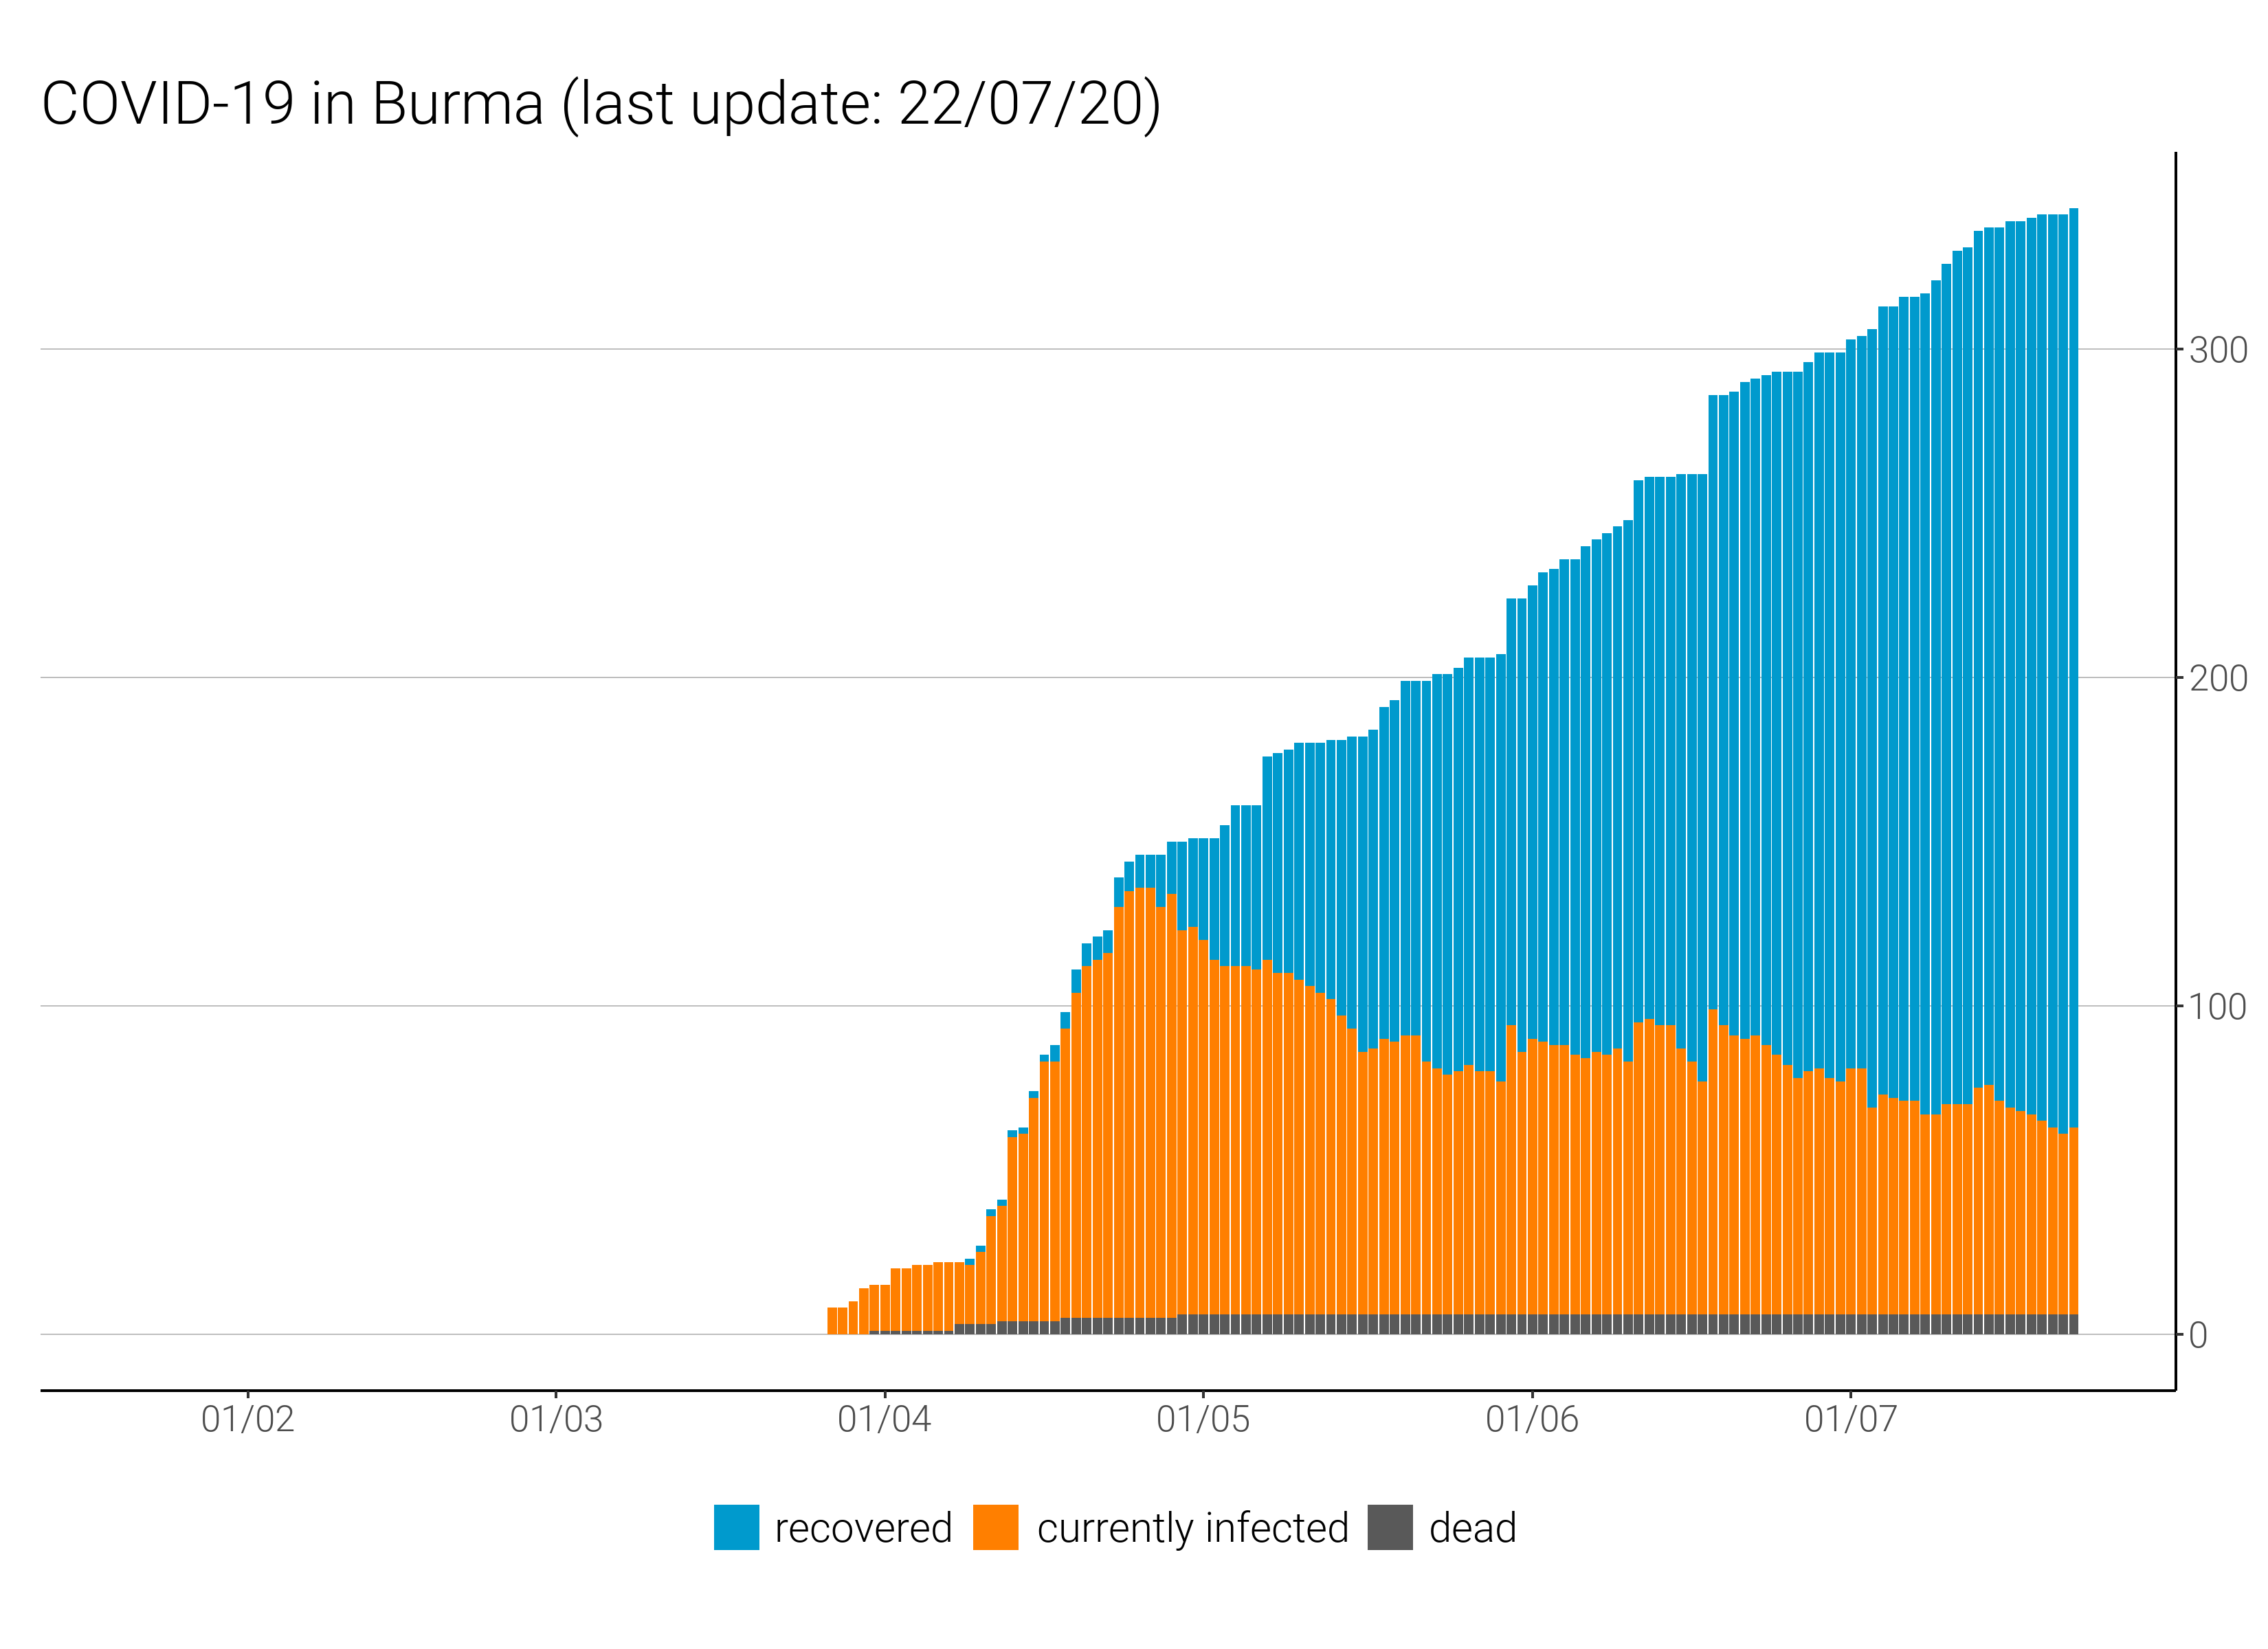 COVID-19 in Burma (last update: 22/07/20)
300
200
100
0
01/02 01/03 01/04 01/05 01/06 01/07
recovered currently infected dead